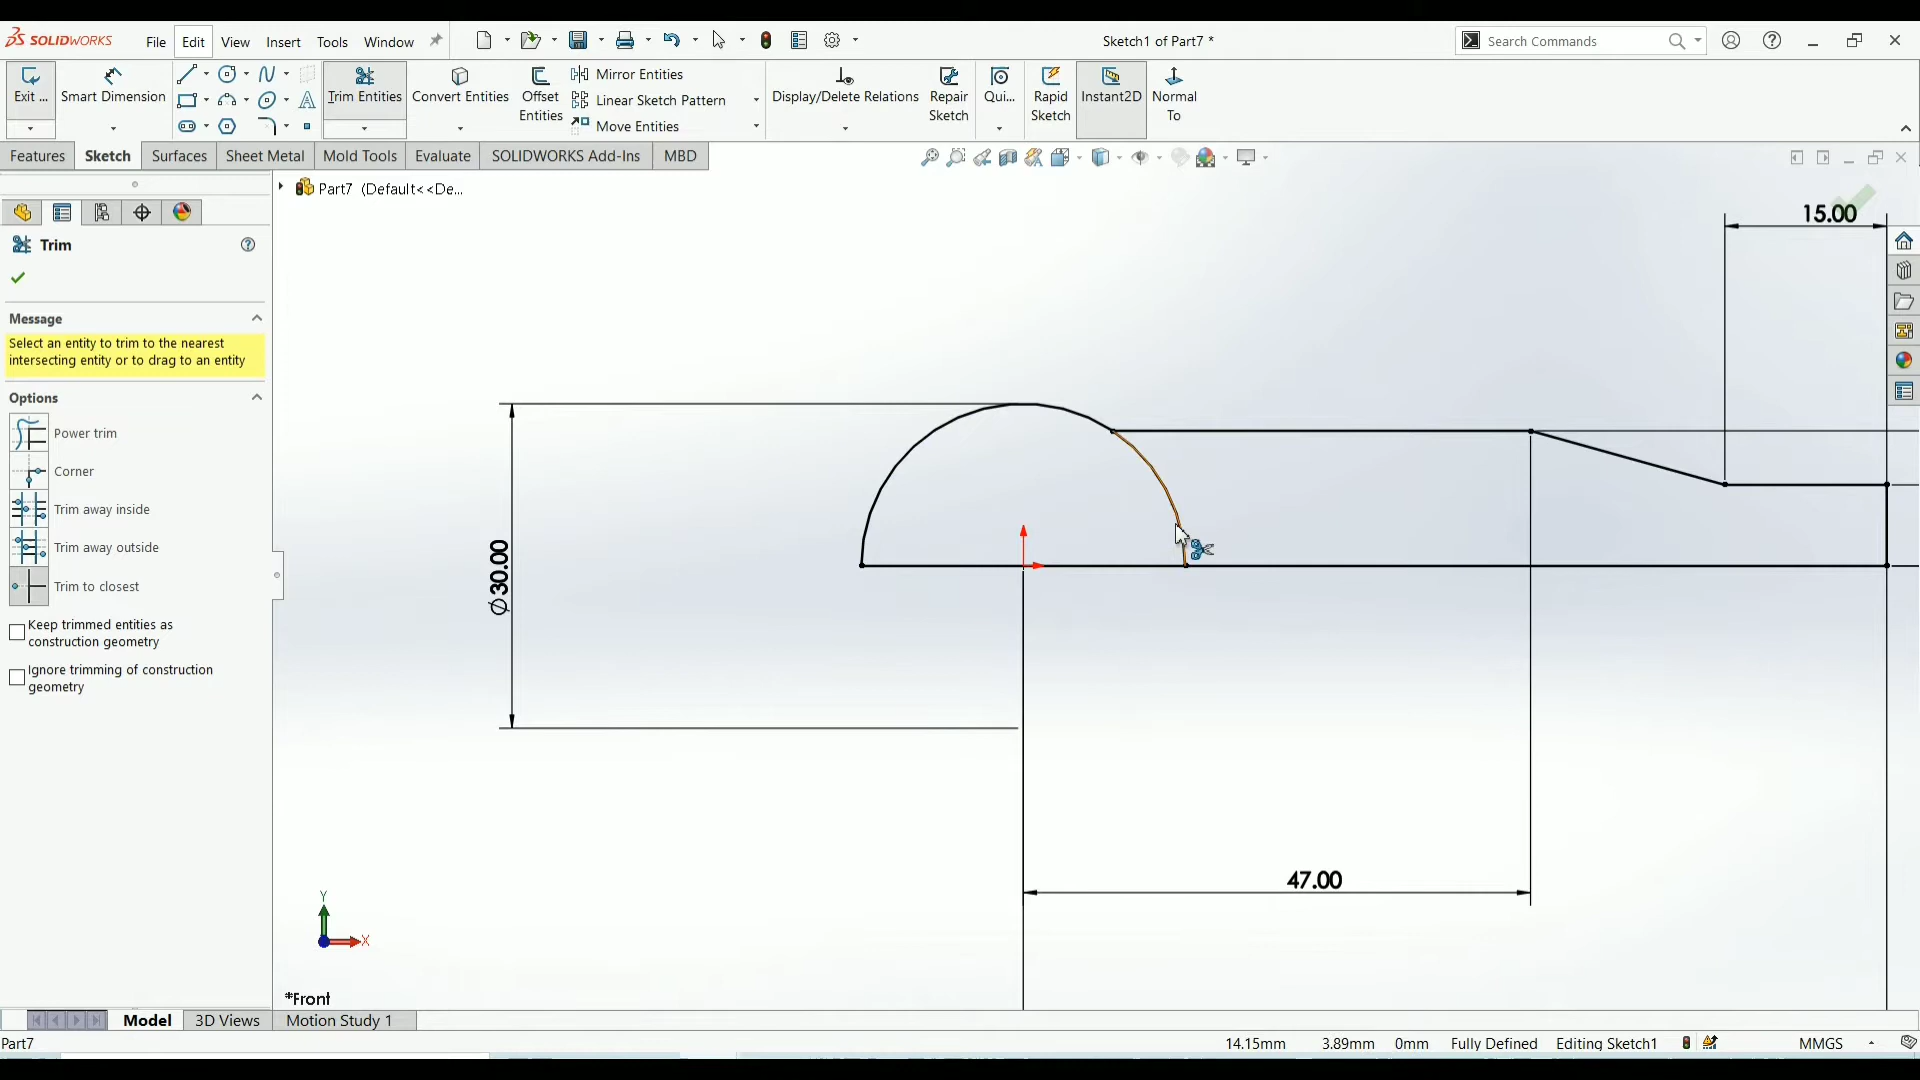 SOLIDWORKS File Edit View Insert Tools Window Sketch1 of Part7 * Search Commands
Exit ... Smart Dimension Trim Entities Convert Entities Offset Entities Mirror Entities Linear Sketch Pattern Move Entities Display/Delete Relations Repair Sketch Qui... Rapid Sketch Instant2D Normal To
Features Sketch Surfaces Sheet Metal Mold Tools Evaluate SOLIDWORKS Add-Ins MBD
Part7 (Default<<De...
15.00
Trim
Message
Select an entity to trim to the nearest
intersecting entity or to drag to an entity
Options
Power trim
Corner
Trim away inside
Trim away outside
Trim to closest
Keep trimmed entities as
construction geometry
Ignore trimming of construction
geometry
∅30.00
47.00
Y
X
*Front
Model 3D Views Motion Study 1
Part7 14.15mm 3.89mm 0mm Fully Defined Editing Sketch1 MMGS